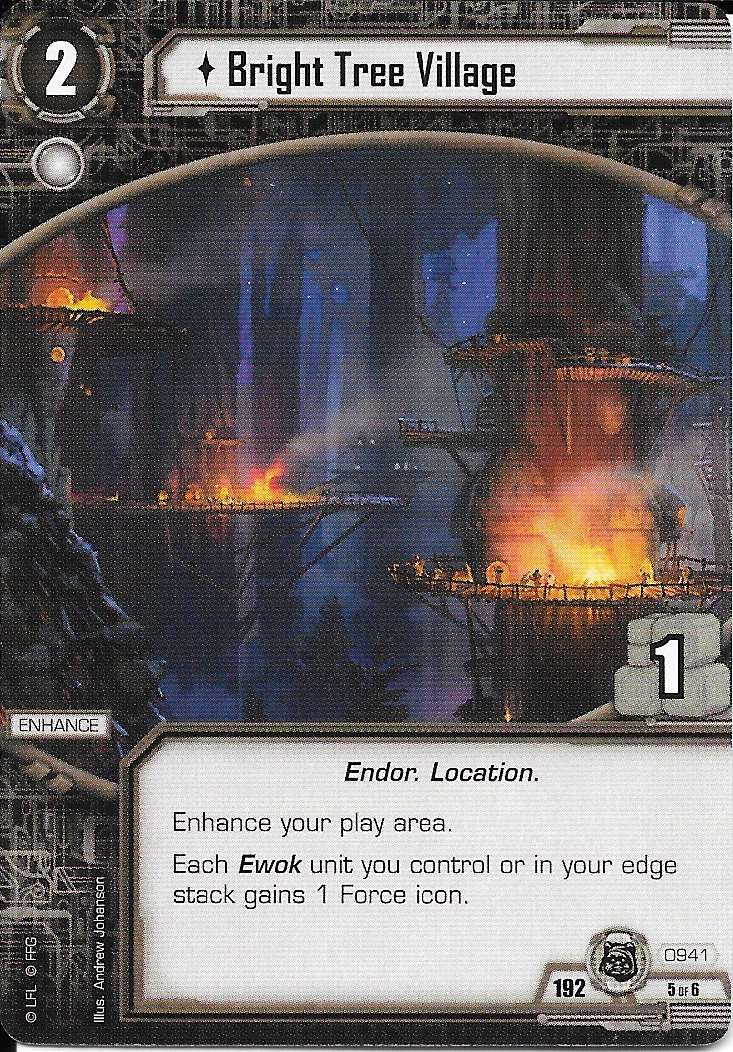 2
Bright Tree Village
1
ENHANCE
Endor. Location.
Enhance your play area.
Each Ewok unit you control or in your edge
stack gains 1 Force icon.
© LFL © FFG
Illus. Andrew Johanson
0941
192
5 OF 6